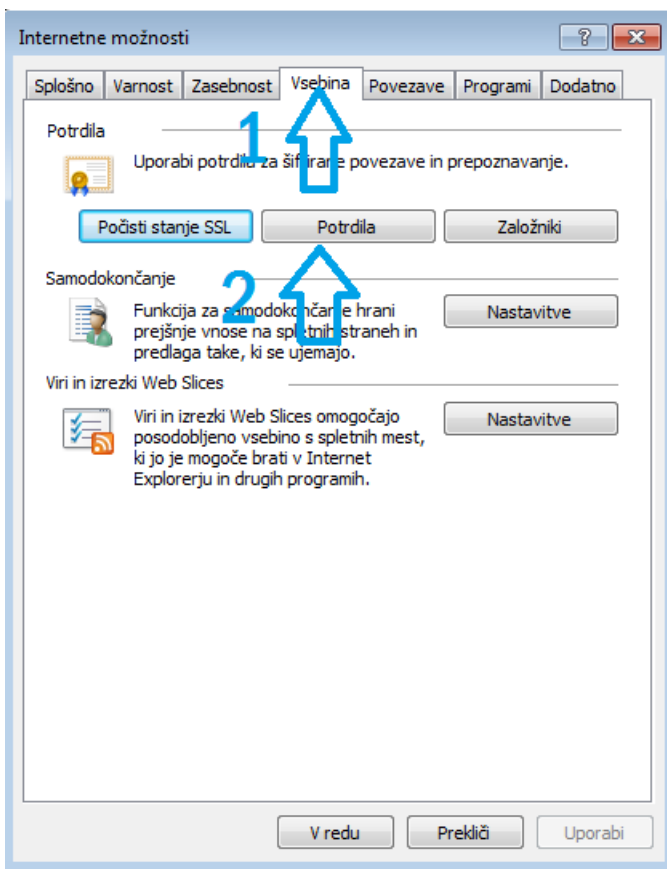 Internetne možnosti
Splošno Varnost Zasebnost Vsebina Povezave Programi Dodatno
1
Potrdila
Uporabi potrdila za šifrirane povezave in prepoznavanje.
Počisti stanje SSL Potrdila Založniki
2
Samodokončanje
Funkcija za samodokončanje hrani
prejšnje vnose na spletnih straneh in
predlaga take, ki se ujemajo.
Nastavitve
Viri in izrezki Web Slices
Viri in izrezki Web Slices omogočajo
posodobljeno vsebino s spletnih mest,
ki jo je mogoče brati v Internet
Explorerju in drugih programih.
Nastavitve
V redu Prekliči Uporabi